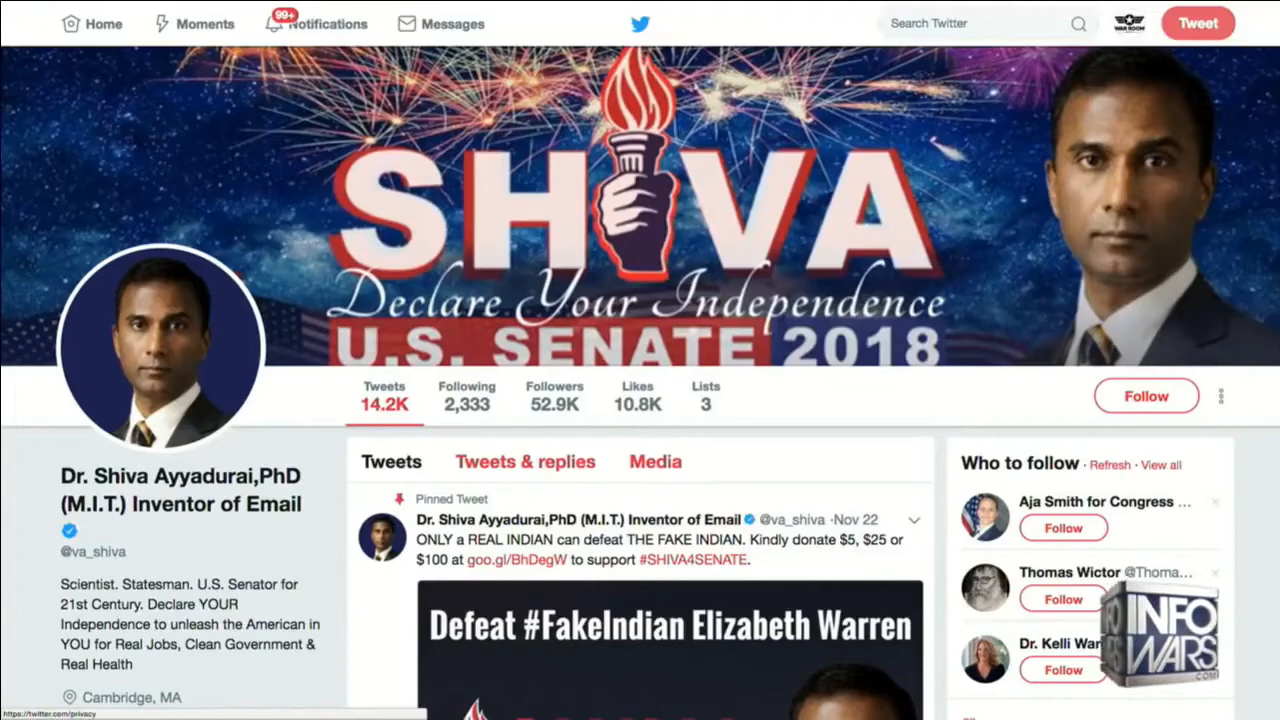 Home
Moments
99+
Notifications
Messages
Search Twitter
WAR ROOM
Tweet
SHIVA
Declare Your Independence
U.S. SENATE 2018
Tweets
14.2K
Following
2,333
Followers
52.9K
Likes
10.8K
Lists
3
Follow
Dr. Shiva Ayyadurai,PhD
(M.I.T.) Inventor of Email
@va_shiva
Scientist. Statesman. U.S. Senator for
21st Century. Declare YOUR
Independence to unleash the American in
YOU for Real Jobs, Clean Government &
Real Health
Cambridge, MA
https://twitter.com/privacy
Tweets
Tweets & replies
Media
Pinned Tweet
Dr. Shiva Ayyadurai,PhD (M.I.T.) Inventor of Email @va_shiva · Nov 22
ONLY a REAL INDIAN can defeat THE FAKE INDIAN. Kindly donate $5, $25 or
$100 at goo.gl/BhDegW to support #SHIVA4SENATE.
Defeat #FakeIndian Elizabeth Warren
Who to follow · Refresh · View all
Aja Smith for Congress ...
Follow
Thomas Wictor @Thoma...
Follow
Dr. Kelli War
Follow
INFO
WARS
.COM